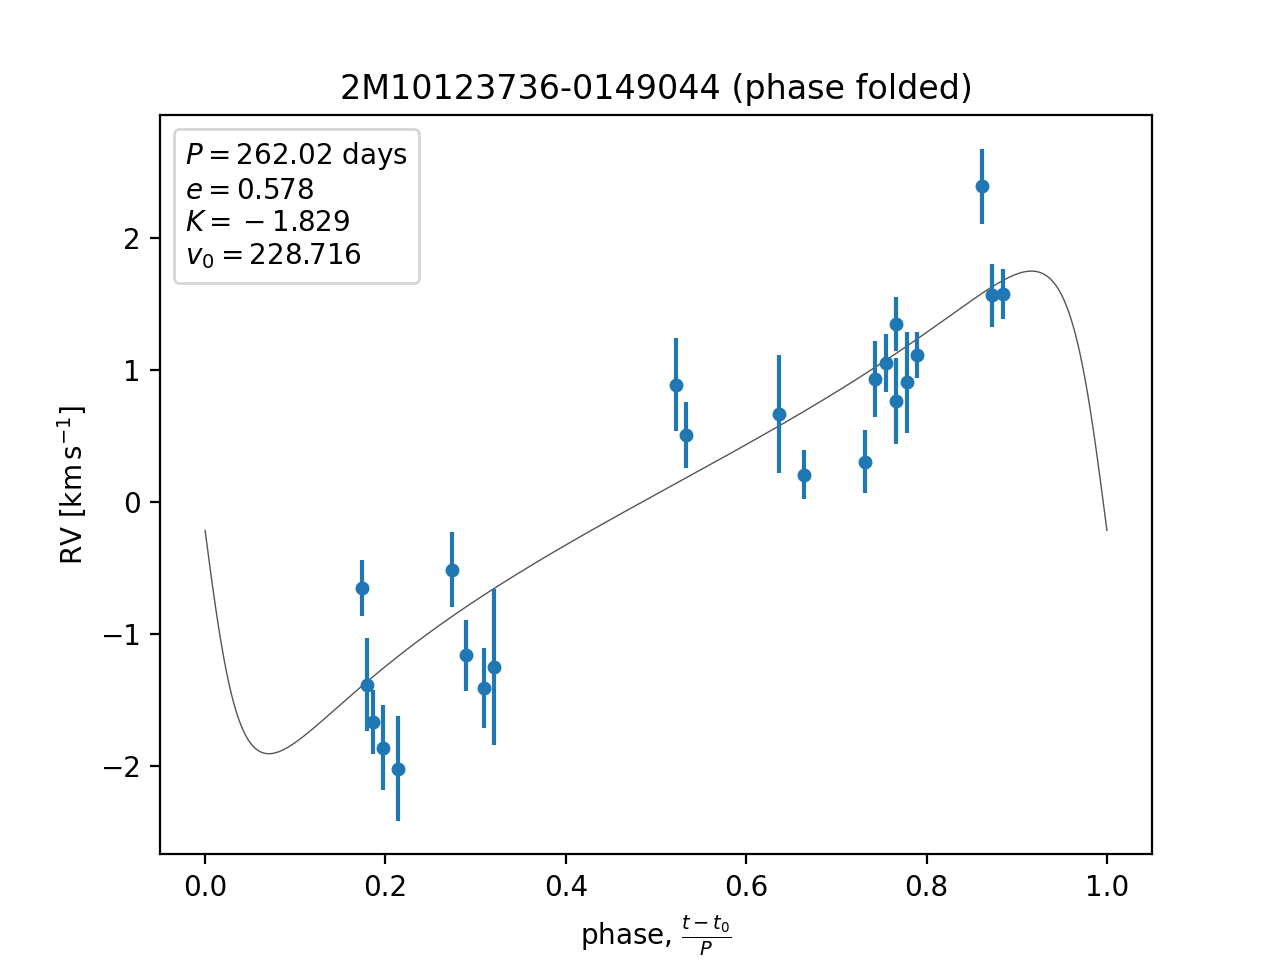 2M10123736-0149044 (phase folded)
P = 262.02 days
e = 0.578
K = −1.829
v₀ = 228.716
RV [km s⁻¹]
2
1
0
−1
−2
0.0 0.2 0.4 0.6 0.8 1.0
phase, (t − t₀)/P